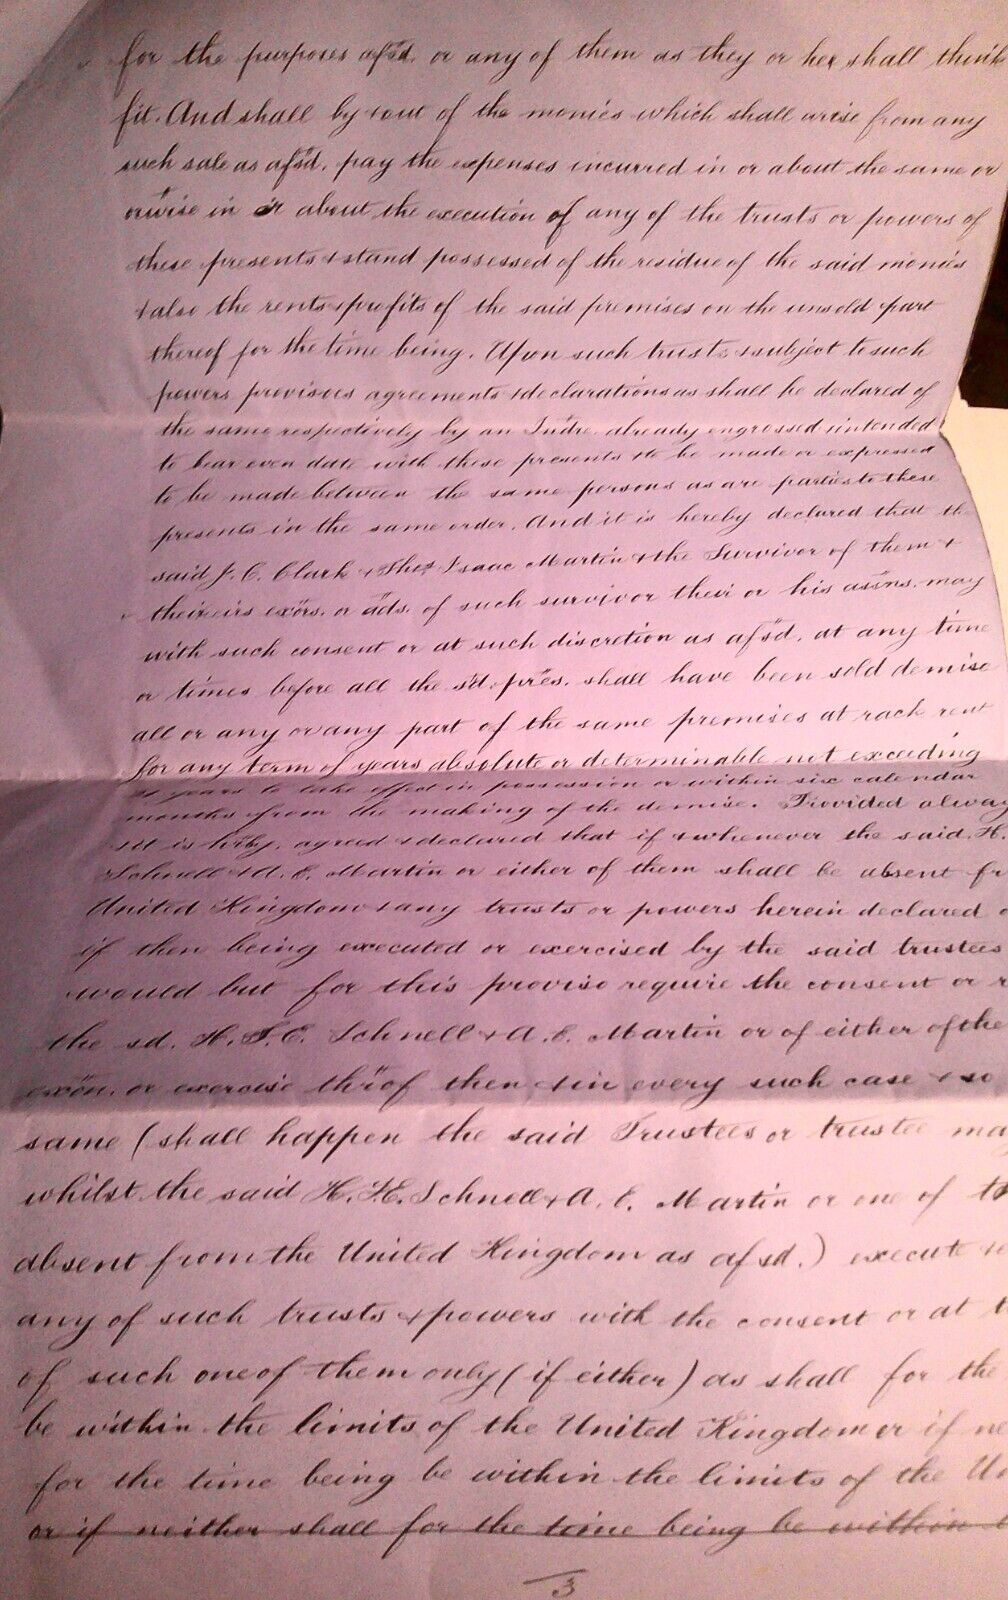 for the purposes afsd. or any of them as they or he shall think
fit. And shall by & out of the monies which shall arise from any
such sale as afsd. pay the expenses incurred in or about the same or
orwise in or about the execution of any of the trusts or powers of
these presents & stand possessed of the residue of the said monies
& also the rents & profits of the said premises or the unsold part
thereof for the time being. Upon such trusts & subject to such
powers provisoes agreements & declarations as shall be declared of
the same respectively by an Indre. already engrossed & intended
to bear even date with these presents & to be made or expressed
to be made between the same persons as are parties to these
presents in the same order. And it is hereby declared that the
said J. C. Clark & Thos. Isaac Martin & the Survivor of them &
their exors. or ads. of such survivor their or his asins. may
with such consent or at such discretion as afsd. at any time
or times before all the sd. pres. shall have been sold demise
all or any or any part of the same premises at rack rent
for any term of years absolute or determinable not exceeding
years to take effect in possession or within six calendar
months from the making of the demise. Provided always
& it is hrby. agreed & declared that if & whenever the said H.
Schnell & A. E. Martin or either of them shall be absent fr
United Kingdom & any trusts or powers herein declared
if then being executed or exercised by the said trustees
would but for this proviso require the consent or
the sd. H. F. E. Schnell & A. E. Martin or of either of the
exon. or exercise throf then & in every such case & so
same (shall happen the said Trustees or trustee may
whilst the said H. F. E. Schnell & A. E. Martin or one of th
absent from the United Kingdom as afsd.) execute
any of such trusts & powers with the consent or at
of such one of them only (if either) as shall for the
be within the limits of the United Kingdom or if ne
for the time being be within the limits of the Un
or if neither shall for the time being be within
3